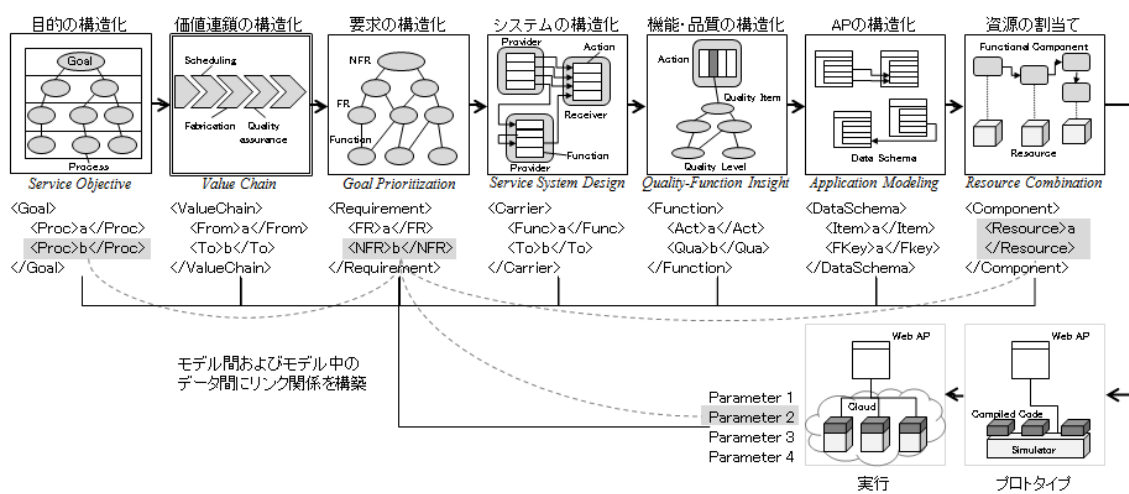 目的の構造化
価値連鎖の構造化
要求の構造化
システムの構造化
機能・品質の構造化
APの構造化
資源の割当て
Goal
Process
Scheduling
Fabrication
Quality
assurance
NFR
FR
Function
Provider
Action
Receiver
Provider
Function
Action
Quality Item
Quality Level
Data Schema
Functional Component
Resource
Service Objective
Value Chain
Goal Prioritization
Service System Design
Quality-Function Insight
Application Modeling
Resource Combination
<Goal>
<Proc>a</Proc>
<Proc>b</Proc>
</Goal>
<ValueChain>
<From>a</From>
<To>b</To>
</ValueChain>
<Requirement>
<FR>a</FR>
<NFR>b</NFR>
</Requirement>
<Carrier>
<Func>a</Func>
<To>b</To>
</Carrier>
<Function>
<Act>a</Act>
<Qua>b</Qua>
</Function>
<DataSchema>
<Item>a</Item>
<FKey>a</Fkey>
</DataSchema>
<Component>
<Resource>a
</Resource>
</Component>
モデル間およびモデル中の
データ間にリンク関係を構築
Parameter 1
Parameter 2
Parameter 3
Parameter 4
Web AP
Cloud
実行
Web AP
Compiled Code
Simulator
プロトタイプ